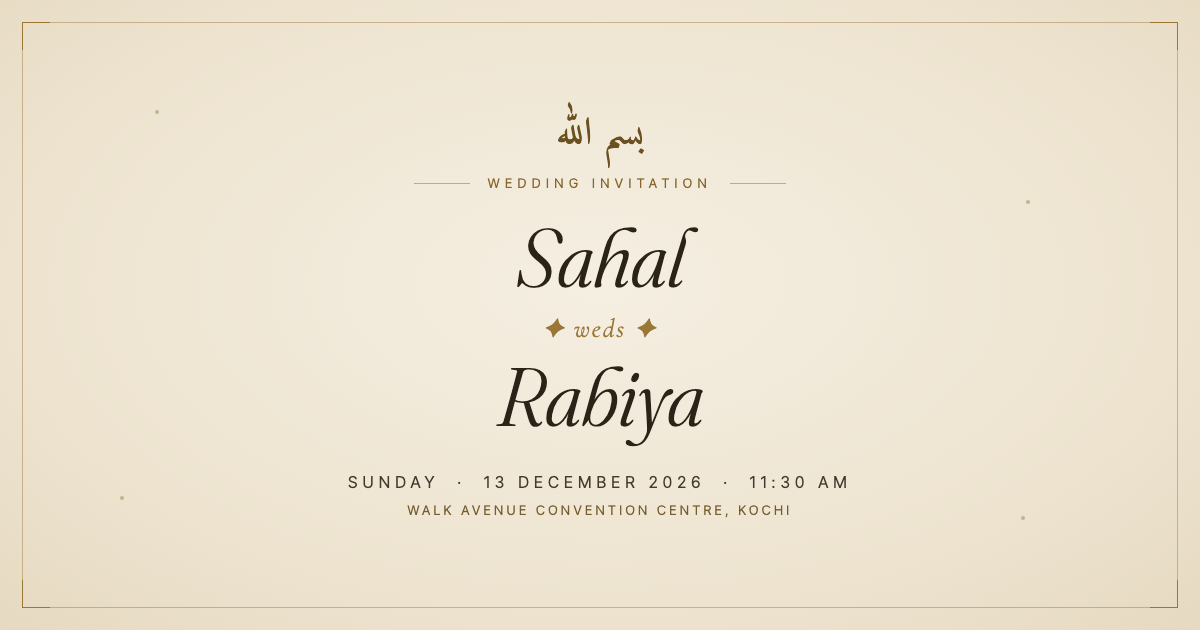 بسم الله
WEDDING INVITATION
Sahal
✦ weds ✦
Rabiya
SUNDAY · 13 DECEMBER 2026 · 11:30 AM
WALK AVENUE CONVENTION CENTRE, KOCHI